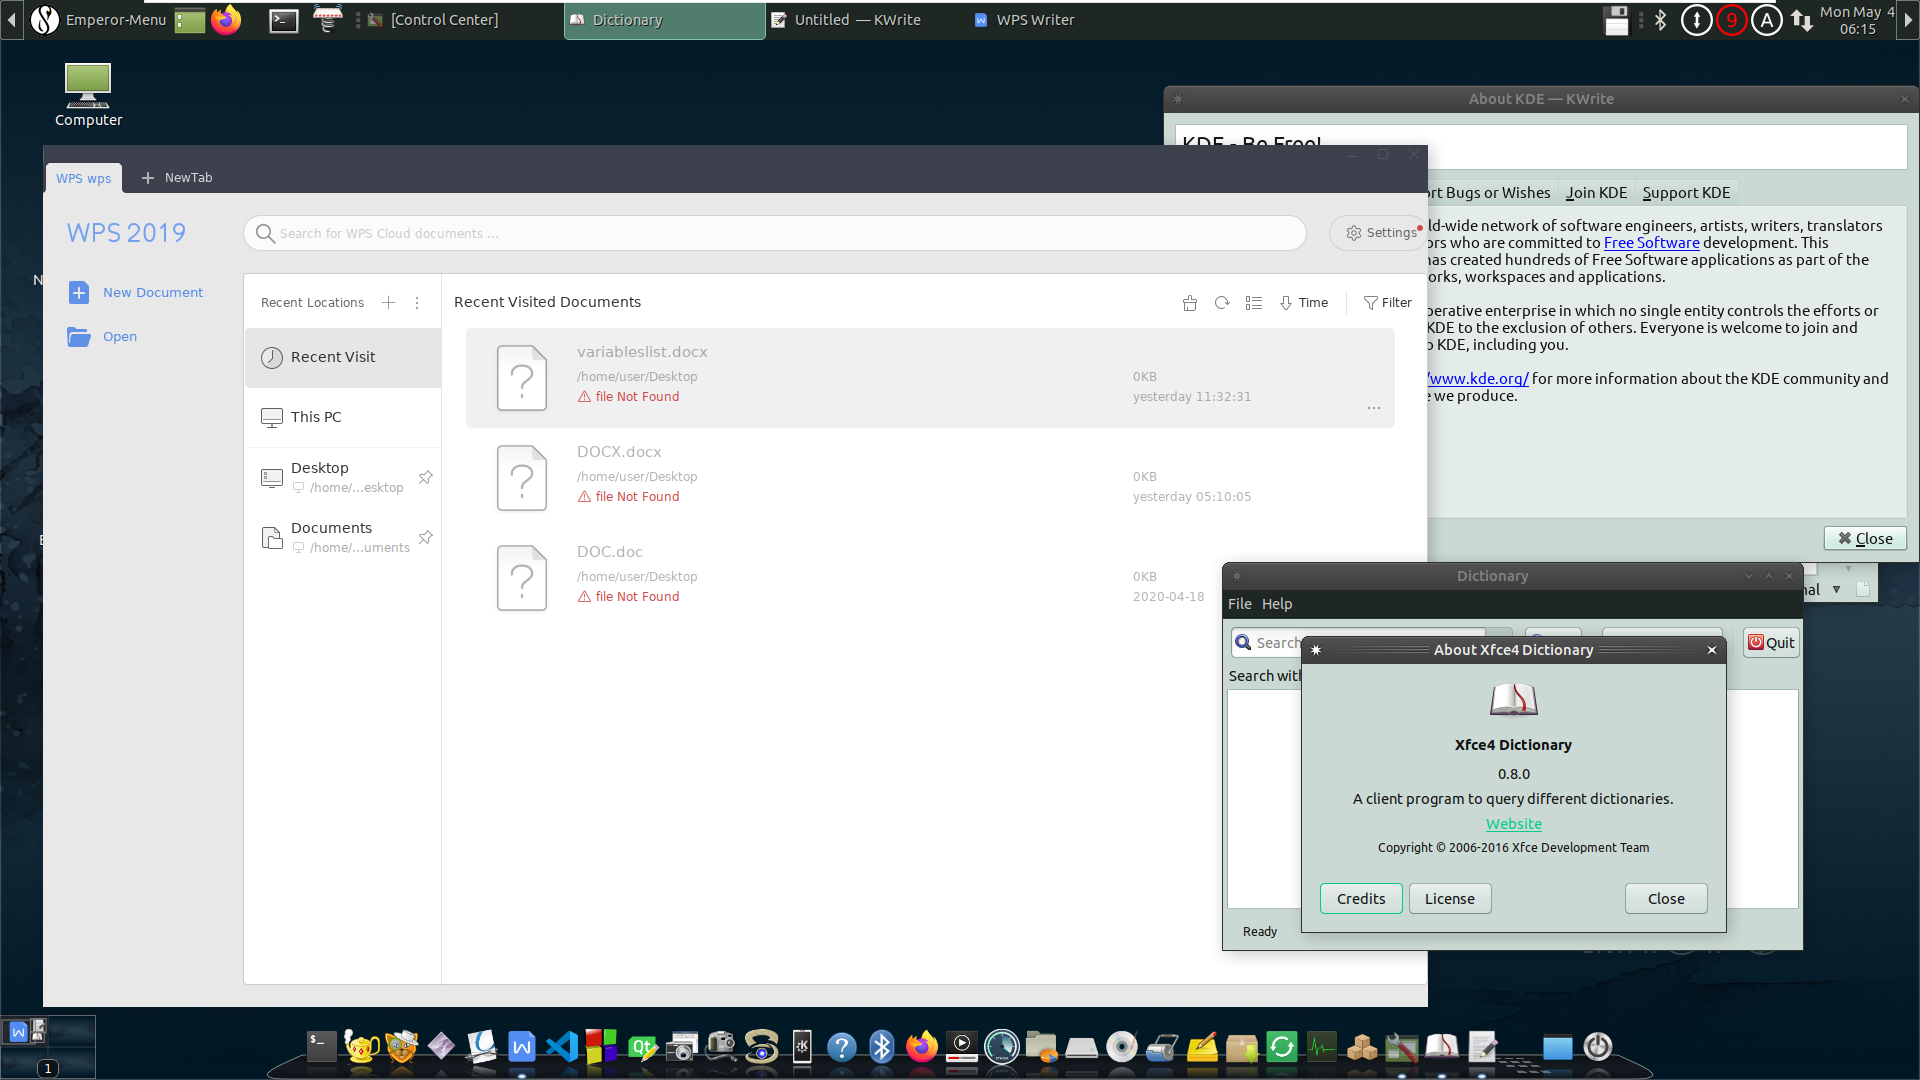 Emperor-Menu
[Control Center]
Dictionary
Untitled — KWrite
WPS Writer
9
A
Mon May 4
06:15
Computer
About KDE — KWrite
KDE - Be Free!
WPS wps
NewTab
rt Bugs or Wishes
Join KDE
Support KDE
WPS 2019
Search for WPS Cloud documents ...
Settings
ld-wide network of software engineers, artists, writers, translators
ors who are committed to Free Software development. This
has created hundreds of Free Software applications as part of the
orks, workspaces and applications.
perative enterprise in which no single entity controls the efforts or
KDE to the exclusion of others. Everyone is welcome to join and
o KDE, including you.
/www.kde.org/ for more information about the KDE community and
e we produce.
Close
New Document
Open
Recent Locations
Recent Visit
This PC
Desktop
/home/...esktop
Documents
/home/...uments
Recent Visited Documents
Time
Filter
variableslist.docx
/home/user/Desktop
file Not Found
0KB
yesterday 11:32:31
DOCX.docx
/home/user/Desktop
file Not Found
0KB
yesterday 05:10:05
DOC.doc
/home/user/Desktop
file Not Found
0KB
2020-04-18
Dictionary
File
Help
Search
Quit
Search with
Ready
About Xfce4 Dictionary
Xfce4 Dictionary
0.8.0
A client program to query different dictionaries.
Website
Copyright © 2006-2016 Xfce Development Team
Credits
License
Close
1